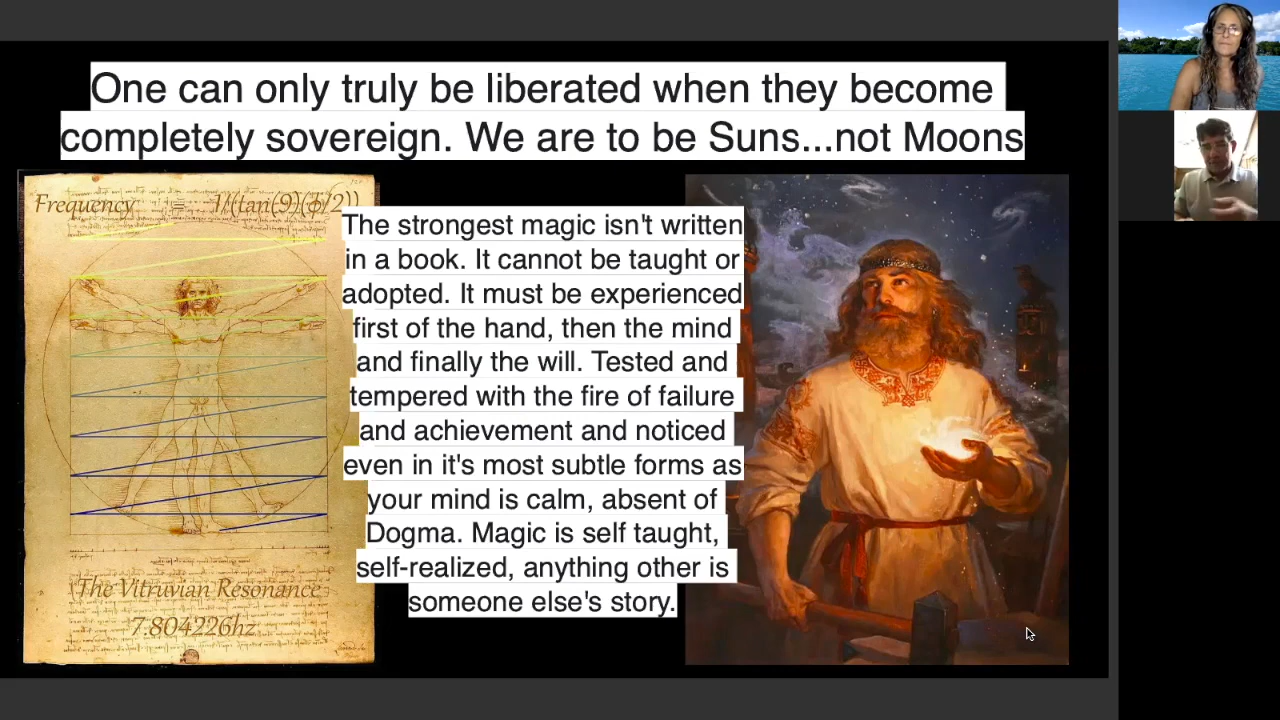 One can only truly be liberated when they become
completely sovereign. We are to be Suns...not Moons
Frequency = 1/(tan(9)(ϕ/2))
The strongest magic isn't written
in a book. It cannot be taught or
adopted. It must be experienced
first of the hand, then the mind
and finally the will. Tested and
tempered with the fire of failure
and achievement and noticed
even in it's most subtle forms as
your mind is calm, absent of
Dogma. Magic is self taught,
self-realized, anything other is
someone else's story.
The Vitruvian Resonance
7.804226hz